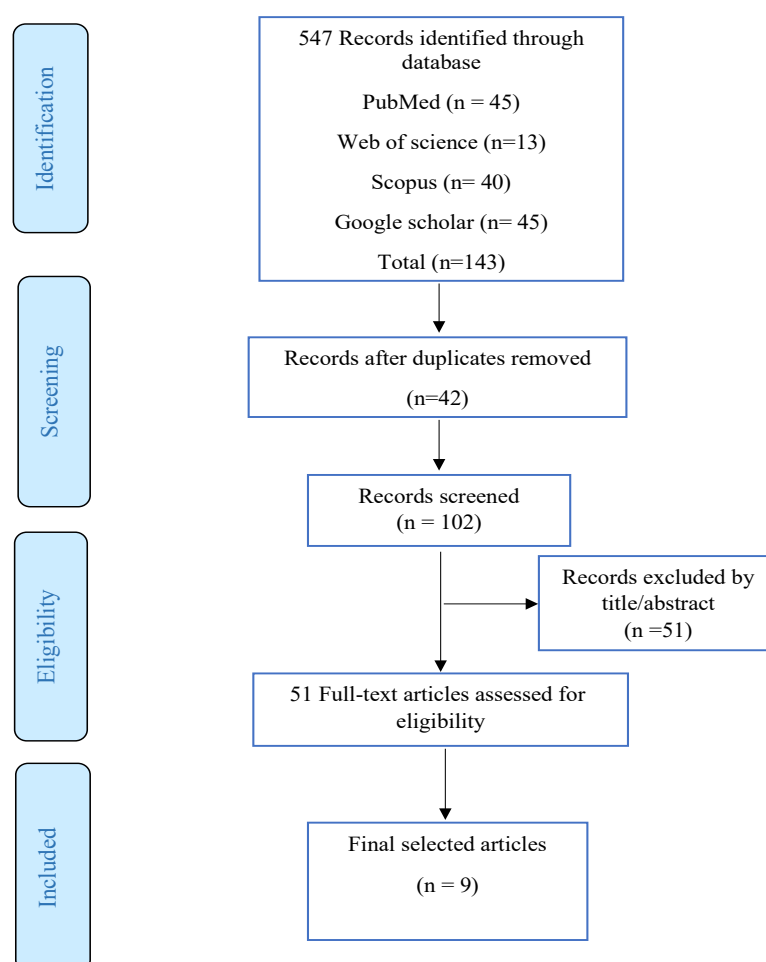 Identification
547 Records identified through
database
PubMed (n = 45)
Web of science (n=13)
Scopus (n= 40)
Google scholar (n= 45)
Total (n=143)
Screening
Records after duplicates removed
(n=42)
Records screened
(n = 102)
Eligibility
Records excluded by
title/abstract
(n =51)
51 Full-text articles assessed for
eligibility
Included
Final selected articles
(n = 9)